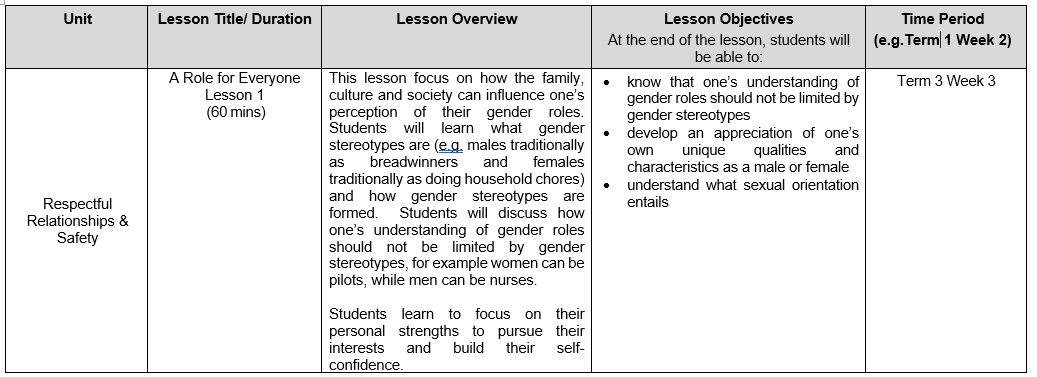 Unit
Lesson Title/ Duration
Lesson Overview
Lesson Objectives
At the end of the lesson, students will
be able to:
Time Period
(e.g.Term 1 Week 2)
Respectful
Relationships &
Safety
A Role for Everyone
Lesson 1
(60 mins)
This lesson focus on how the family,
culture and society can influence one's
perception of their gender roles.
Students will learn what gender
stereotypes are (e.g. males traditionally
as breadwinners and females
traditionally as doing household chores)
and how gender stereotypes are
formed. Students will discuss how
one's understanding of gender roles
should not be limited by gender
stereotypes, for example women can be
pilots, while men can be nurses.
Students learn to focus on their
personal strengths to pursue their
interests and build their self-
confidence.
• know that one's understanding of
gender roles should not be limited by
gender stereotypes
• develop an appreciation of one's
own unique qualities and
characteristics as a male or female
• understand what sexual orientation
entails
Term 3 Week 3